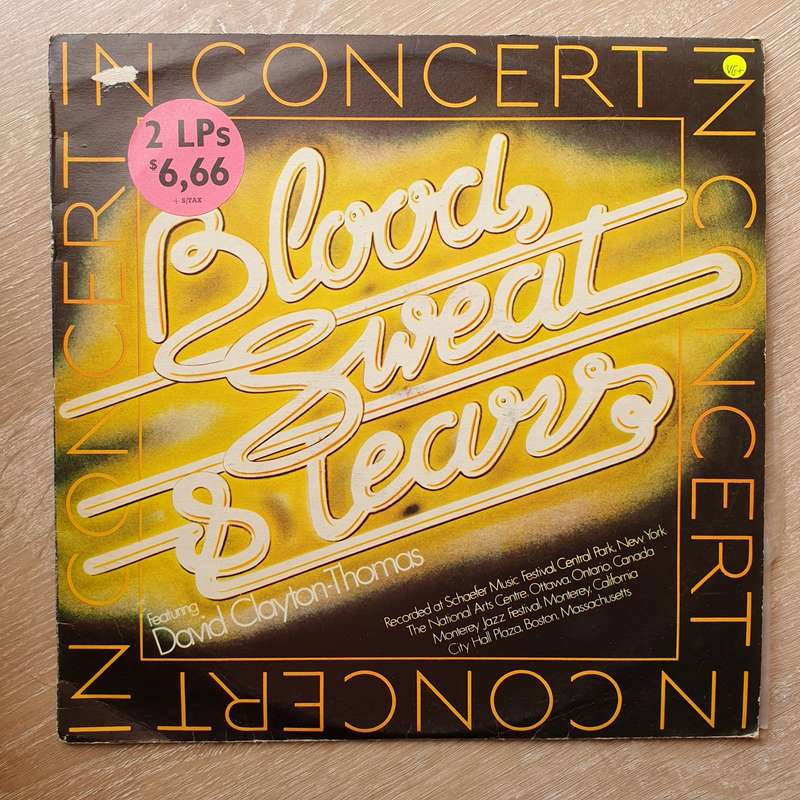 IN CONCERT
IN CONCERT
IN CONCERT
IN CONCERT
VG+
2 LPs
$6,66
+ S/TAX
Blood,
Sweat
& Tears
Featuring
David Clayton-Thomas
Recorded at Schaefer Music Festival, Central Park, New York
The National Arts Centre, Ottawa, Ontario, Canada
Monterey Jazz Festival, Monterey, California
City Hall Plaza, Boston, Massachusetts